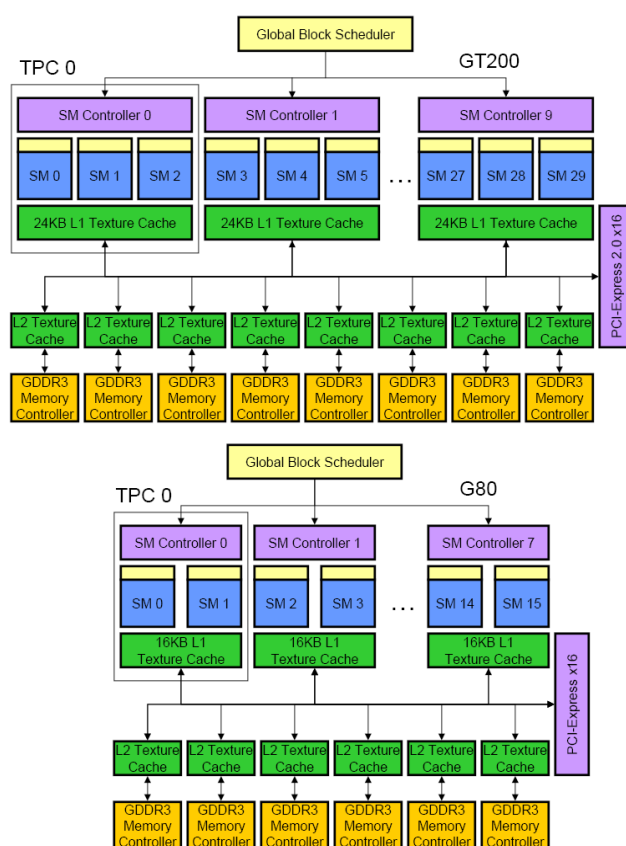 Global Block Scheduler
TPC 0
GT200
SM Controller 0
SM Controller 1
SM Controller 9
SM 0
SM 1
SM 2
SM 3
SM 4
SM 5
...
SM 27
SM 28
SM 29
24KB L1 Texture Cache
24KB L1 Texture Cache
24KB L1 Texture Cache
PCI-Express 2.0 x16
L2 Texture
Cache
L2 Texture
Cache
L2 Texture
Cache
L2 Texture
Cache
L2 Texture
Cache
L2 Texture
Cache
L2 Texture
Cache
L2 Texture
Cache
GDDR3
Memory
Controller
GDDR3
Memory
Controller
GDDR3
Memory
Controller
GDDR3
Memory
Controller
GDDR3
Memory
Controller
GDDR3
Memory
Controller
GDDR3
Memory
Controller
GDDR3
Memory
Controller
Global Block Scheduler
TPC 0
G80
SM Controller 0
SM Controller 1
SM Controller 7
SM 0
SM 1
SM 2
SM 3
...
SM 14
SM 15
16KB L1
Texture Cache
16KB L1
Texture Cache
16KB L1
Texture Cache
PCI-Express x16
L2 Texture
Cache
L2 Texture
Cache
L2 Texture
Cache
L2 Texture
Cache
L2 Texture
Cache
L2 Texture
Cache
GDDR3
Memory
Controller
GDDR3
Memory
Controller
GDDR3
Memory
Controller
GDDR3
Memory
Controller
GDDR3
Memory
Controller
GDDR3
Memory
Controller